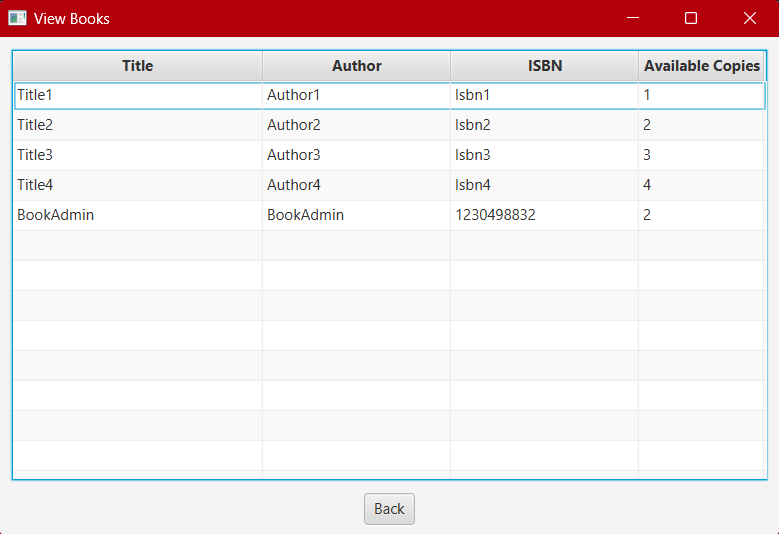 View Books
Title Author ISBN Available Copies
Title1 Author1 Isbn1 1
Title2 Author2 Isbn2 2
Title3 Author3 Isbn3 3
Title4 Author4 Isbn4 4
BookAdmin BookAdmin 1230498832 2
Back